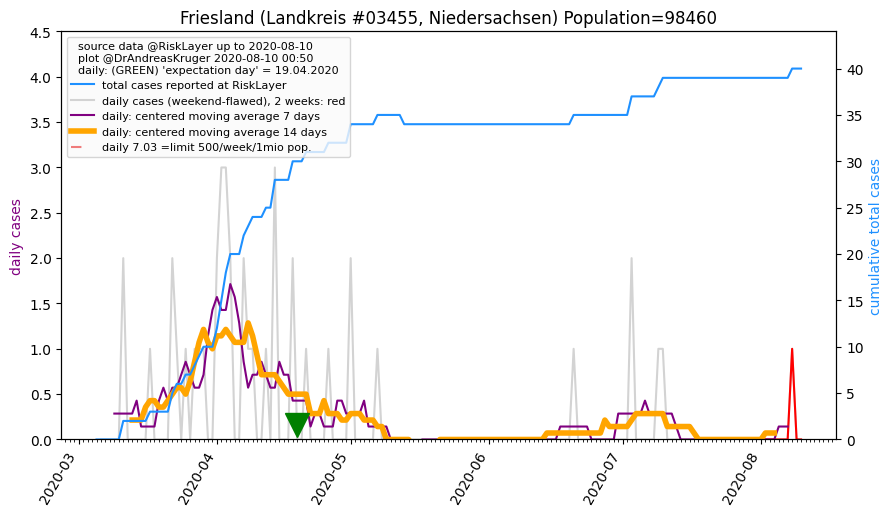 Friesland (Landkreis #03455, Niedersachsen) Population=98460
source data @RiskLayer up to 2020-08-10
plot @DrAndreasKruger 2020-08-10 00:50
daily: (GREEN) 'expectation day' = 19.04.2020
total cases reported at RiskLayer
daily cases (weekend-flawed), 2 weeks: red
daily: centered moving average 7 days
daily: centered moving average 14 days
daily 7.03 =limit 500/week/1mio pop.
daily cases
4.5
4.0
3.5
3.0
2.5
2.0
1.5
1.0
0.5
0.0
40
35
30
25
20
15
10
5
0
cumulative total cases
2020-03
2020-04
2020-05
2020-06
2020-07
2020-08